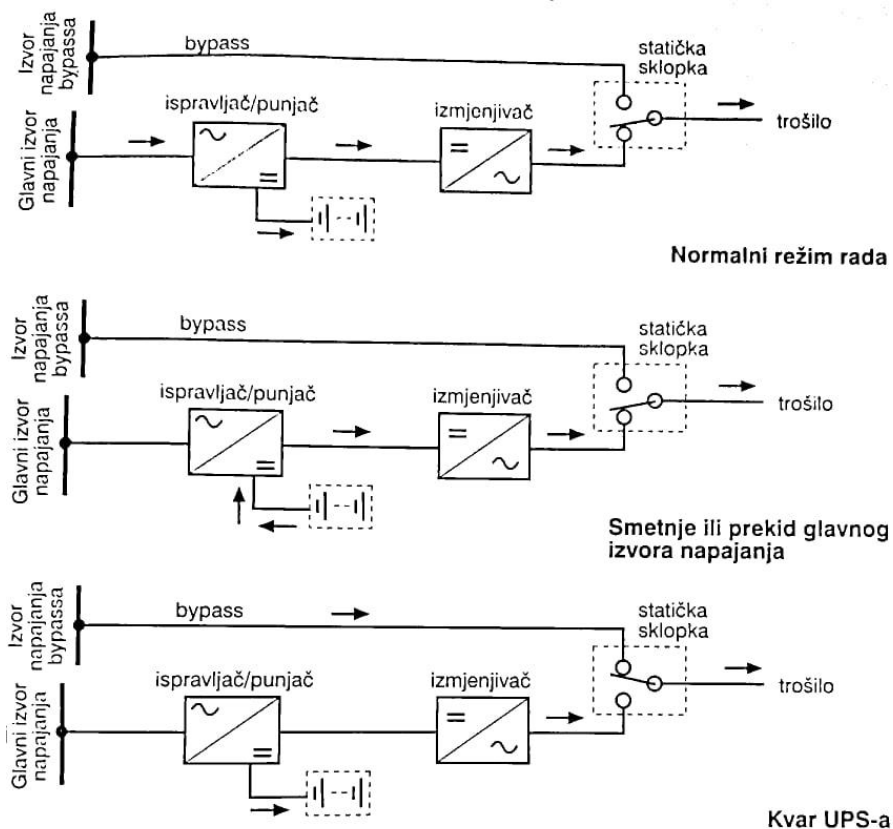 Izvor
napajanja
bypassa
bypass
statička
sklopka
Glavni izvor
napajanja
ispravljač/punjač
izmjenjivač
trošilo
Normalni režim rada
Izvor
napajanja
bypassa
bypass
statička
sklopka
Glavni izvor
napajanja
ispravljač/punjač
izmjenjivač
trošilo
Smetnje ili prekid glavnog
izvora napajanja
Izvor
napajanja
bypassa
bypass
statička
sklopka
Glavni izvor
napajanja
ispravljač/punjač
izmjenjivač
trošilo
Kvar UPS-a